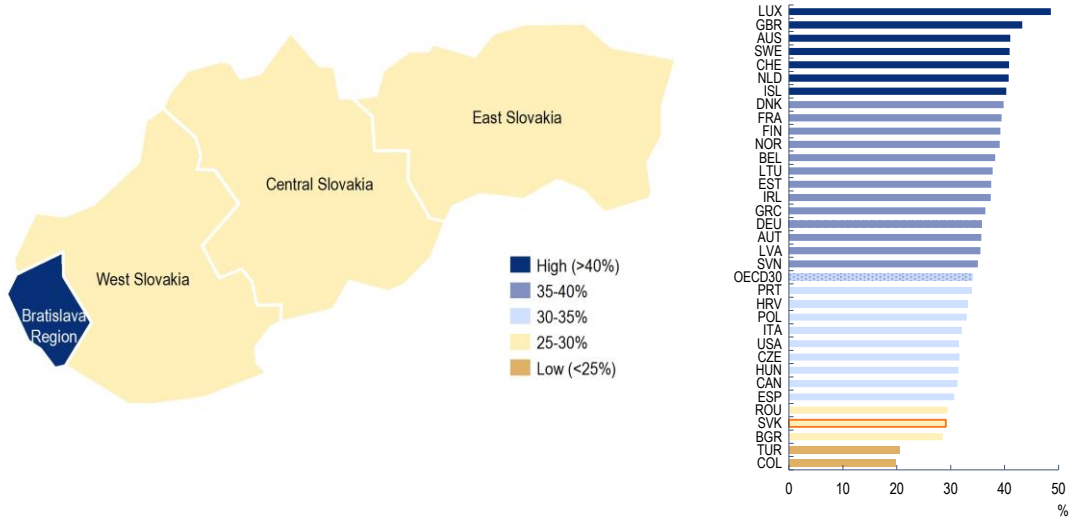 East Slovakia
Central Slovakia
West Slovakia
Bratislava
Region
High (>40%)
35-40%
30-35%
25-30%
Low (<25%)
LUX
GBR
AUS
SWE
CHE
NLD
ISL
DNK
FRA
FIN
NOR
BEL
LTU
EST
IRL
GRC
DEU
AUT
LVA
SVN
OECD30
PRT
HRV
POL
ITA
USA
CZE
HUN
CAN
ESP
ROU
SVK
BGR
TUR
COL
0 10 20 30 40 50
%